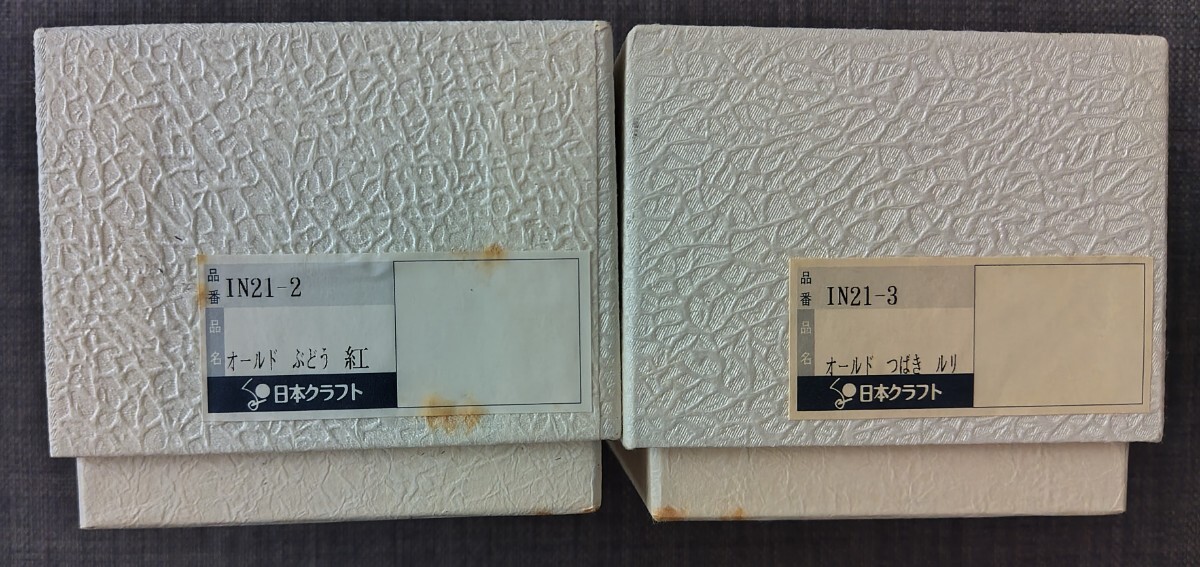 品番 IN21-2
品名 オールド ぶどう 紅
日本クラフト
品番 IN21-3
品名 オールド つばき ルリ
日本クラフト